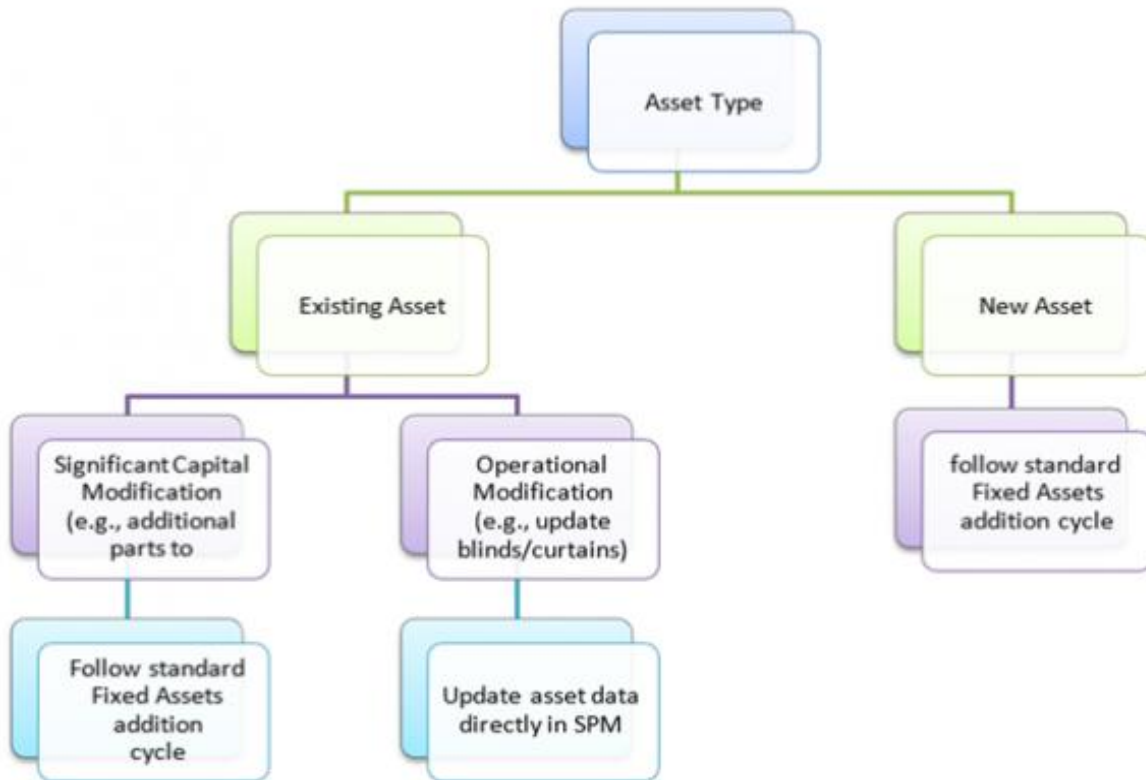 Asset Type
Existing Asset
New Asset
Significant Capital
Modification
(e.g., additional
parts to
Operational
Modification
(e.g., update
blinds/curtains)
follow standard
Fixed Assets
addition cycle
Follow standard
Fixed Assets
addition
cycle
Update asset data
directly in SPM